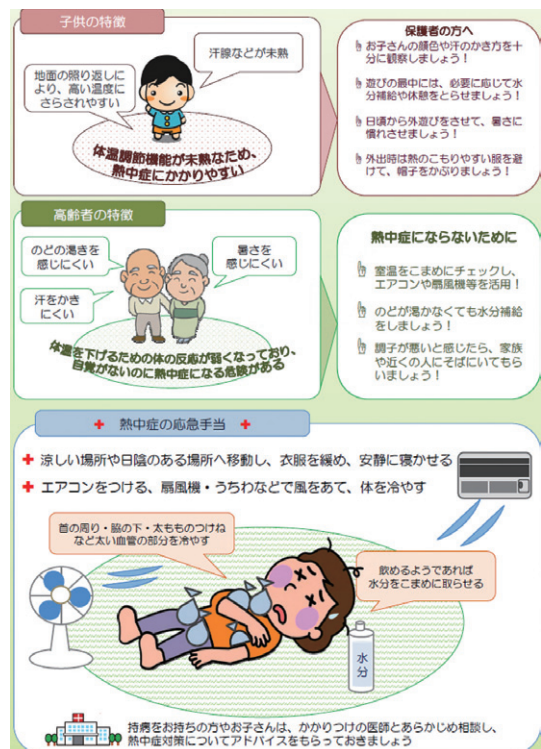 子供の特徴
汗腺などが未熟
地面の照り返しに
より、高い温度に
さらされやすい
体温調節機能が未熟なため、
熱中症にかかりやすい
保護者の方へ
お子さんの顔色や汗のかき方を十
分に観察しましょう！
遊びの最中には、必要に応じて水
分補給や休憩をとらせましょう！
日頃から外遊びをさせて、暑さに
慣れさせましょう！
外出時は熱のこもりやすい服を避
けて、帽子をかぶりましょう！
高齢者の特徴
のどの渇きを
感じにくい
暑さを
感じにくい
汗をかき
にくい
体温を下げるための体の反応が弱くなっており、
自覚がないのに熱中症になる危険がある
熱中症にならないために
室温をこまめにチェックし、
エアコンや扇風機等を活用！
のどが渇かなくても水分補給
をしましょう！
調子が悪いと感じたら、家族
や近くの人にそばにいてもら
いましょう！
熱中症の応急手当
涼しい場所や日陰のある場所へ移動し、衣服を緩め、安静に寝かせる
エアコンをつける、扇風機・うちわなどで風をあて、体を冷やす
首の周り・脇の下・太もものつけね
など太い血管の部分を冷やす
飲めるようであれば
水分をこまめに取らせる
水
分
持病をお持ちの方やお子さんは、かかりつけの医師とあらかじめ相談し、
熱中症対策についてアドバイスをもらっておきましょう